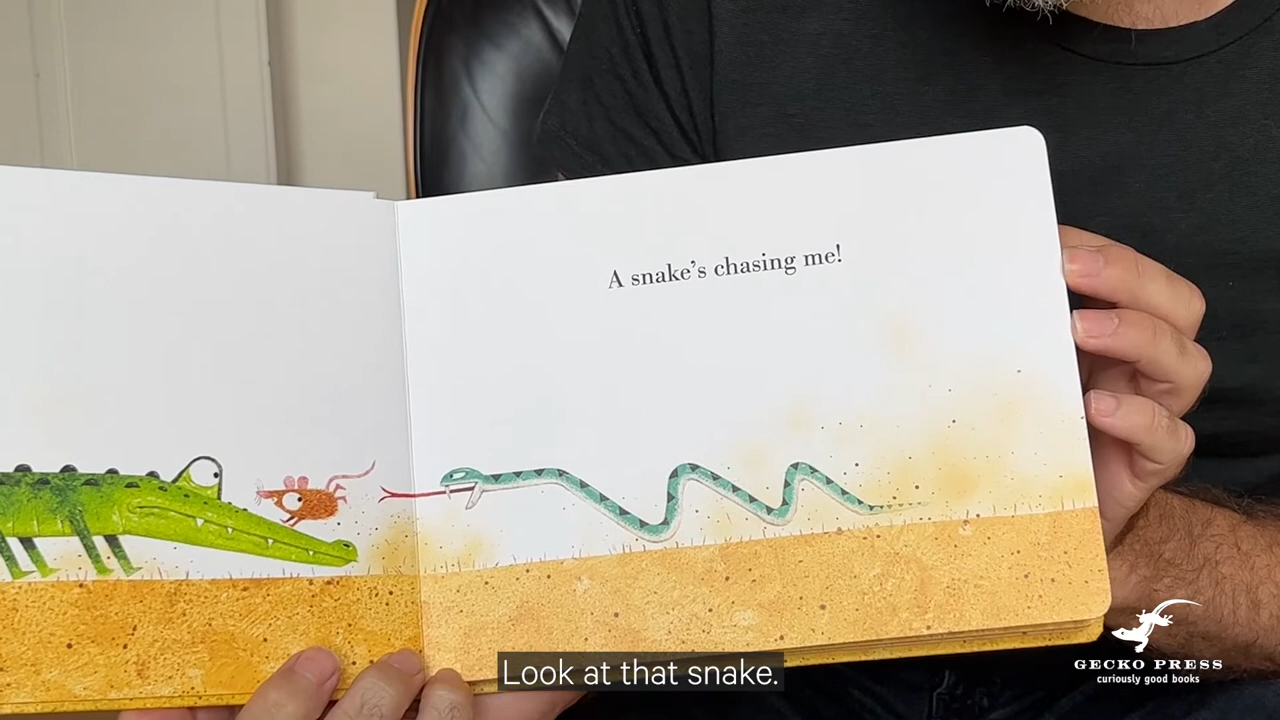 A snake's chasing me!
Look at that snake.
GECKO PRESS
curiously good books